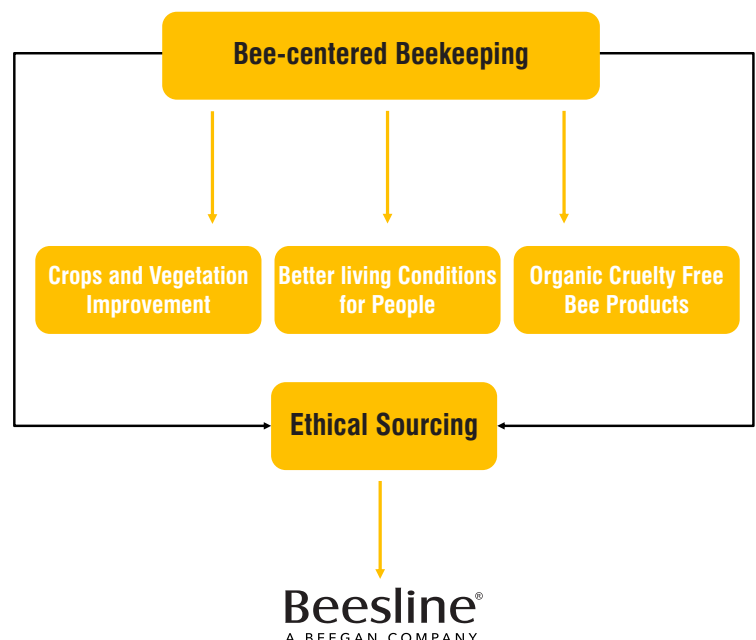 Bee-centered Beekeeping
Crops and Vegetation
Improvement
Better living Conditions
for People
Organic Cruelty Free
Bee Products
Ethical Sourcing
Beesline®
A BEEGAN COMPANY